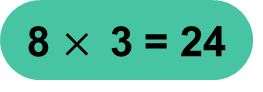 8 × 3 = 24